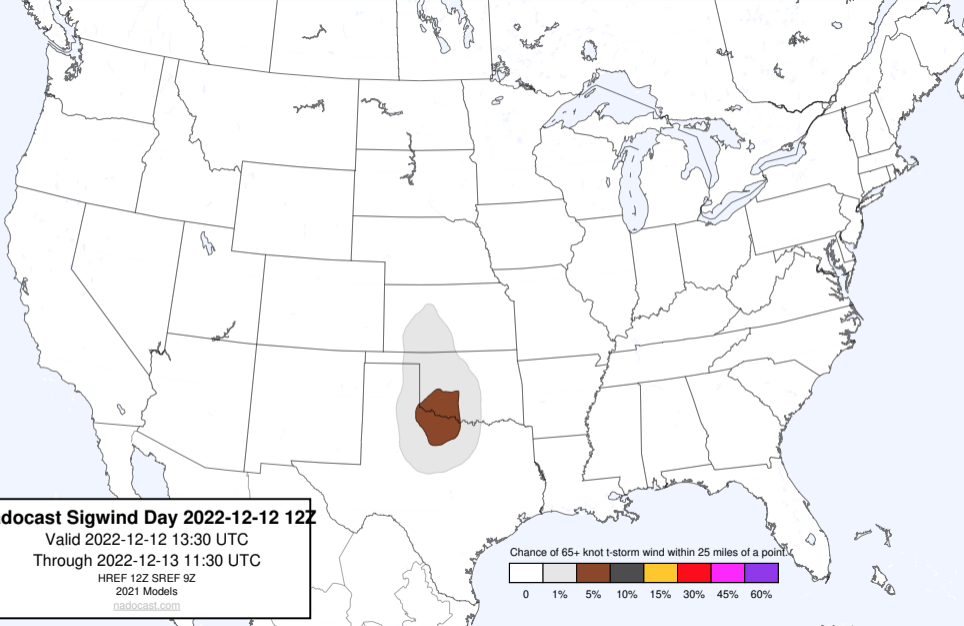 adocast Sigwind Day 2022-12-12 12Z
Valid 2022-12-12 13:30 UTC
Through 2022-12-13 11:30 UTC
HREF 12Z SREF 9Z
2021 Models
nadocast.com
Chance of 65+ knot t-storm wind within 25 miles of a point.
0 1% 5% 10% 15% 30% 45% 60%